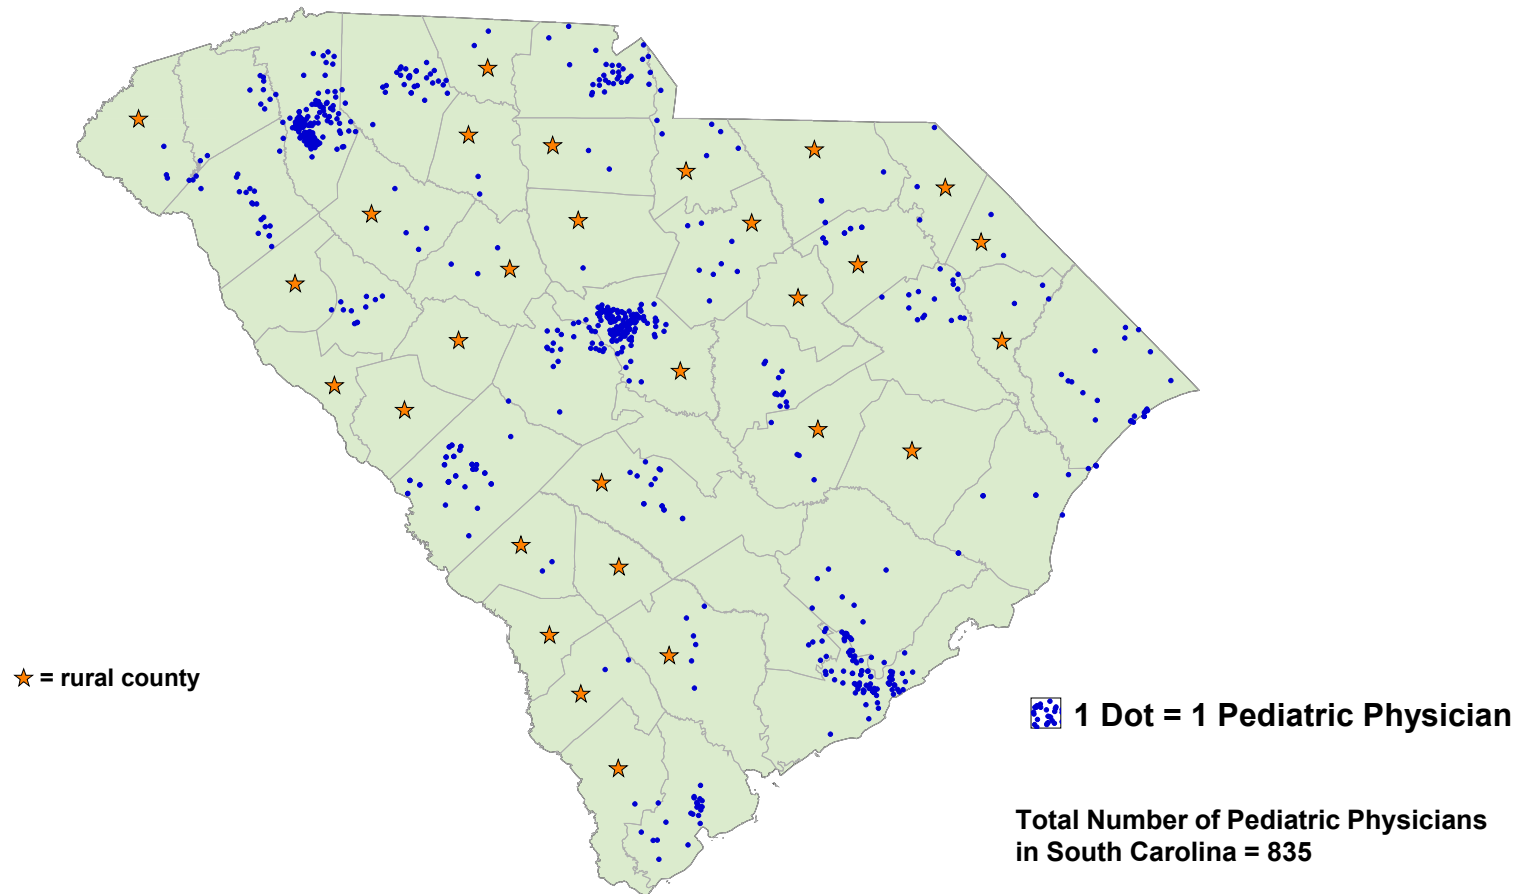 = rural county
1 Dot = 1 Pediatric Physician
Total Number of Pediatric Physicians
in South Carolina = 835